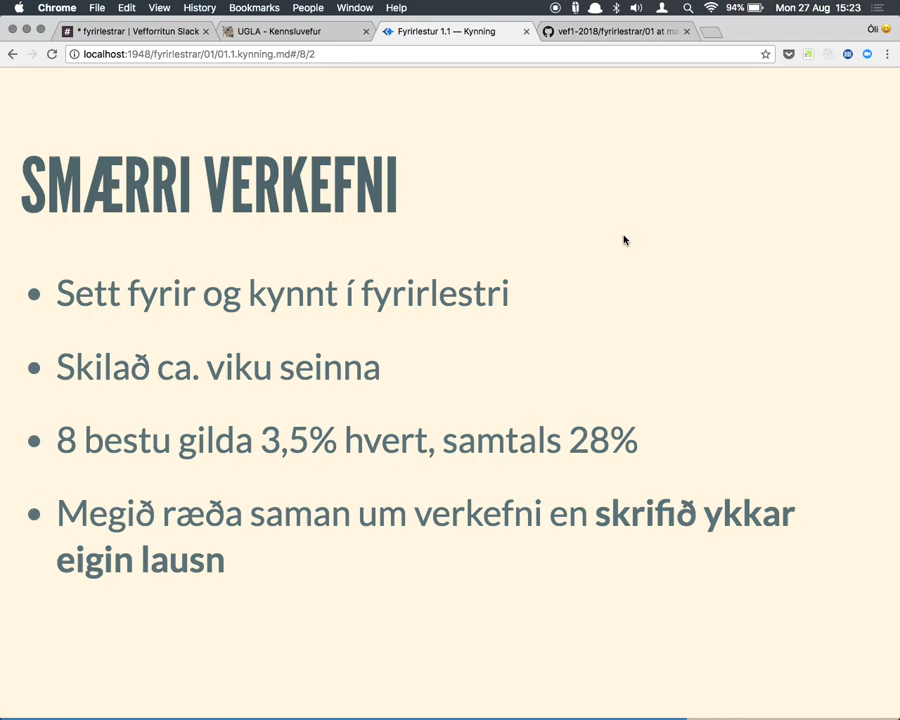 Chrome File Edit View History Bookmarks People Window Help 94% Mon 27 Aug 15:23
* fyrirlestrar | Vefforritun Slack UGLA - Kennsluvefur Fyrirlestur 1.1 — Kynning vef1-2018/fyrirlestrar/01 at ma Óli
localhost:1948/fyrirlestrar/01/01.1.kynning.md#/8/2
SMÆRRI VERKEFNI
• Sett fyrir og kynnt í fyrirlestri
• Skilað ca. viku seinna
• 8 bestu gilda 3,5% hvert, samtals 28%
• Megið ræða saman um verkefni en skrifið ykkar
eigin lausn